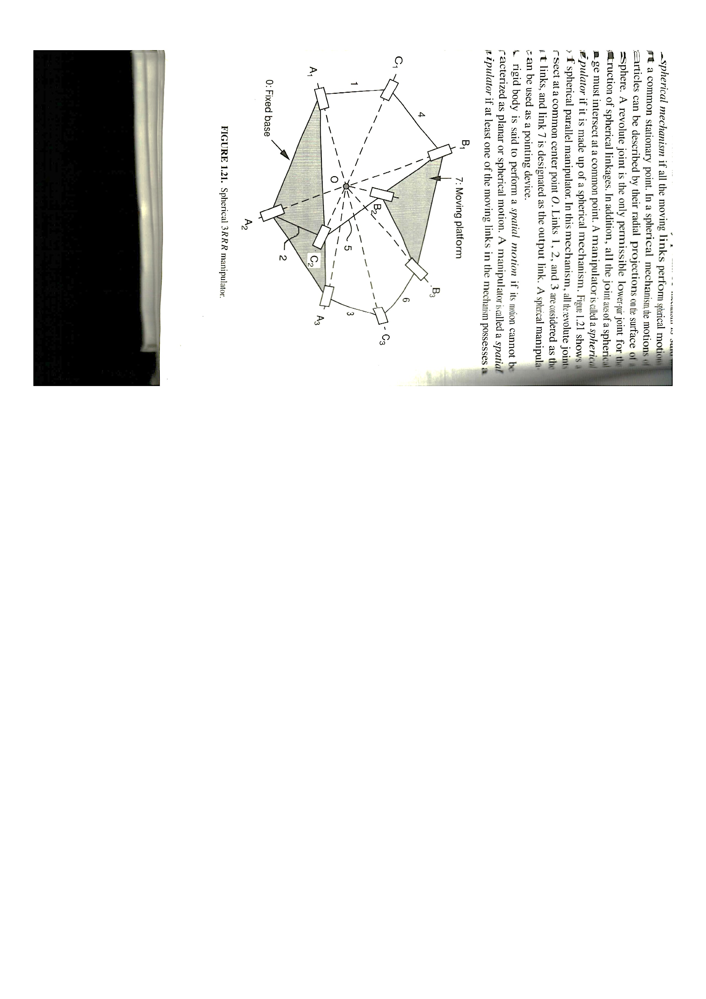 spherical mechanism if all the moving links perform spherical motion
a common stationary point. In a spherical mechanism, the motions of
articles can be described by their radial projections on the surface of a
sphere. A revolute joint is the only permissible lower-pair joint for the
ruction of spherical linkages. In addition, all the joint axes of a spherical
ge must intersect at a common point. A manipulator is called a spherical
ipulator if it is made up of a spherical mechanism. Figure 1.21 shows a
f spherical parallel manipulator. In this mechanism, all the revolute joints
rsect at a common center point O. Links 1, 2, and 3 are considered as the
t links, and link 7 is designated as the output link. A spherical manipula-
can be used as a pointing device.
rigid body is said to perform a spatial motion if its motion cannot be
racterized as planar or spherical motion. A manipulator is called a spatial
ipulator if at least one of the moving links in the mechanism possesses a
B1
7: Moving platform
B3
C1
4
6
C3
B2
1
5
3
O
A1
C2
A3
2
0: Fixed base
A2
FIGURE 1.21. Spherical 3RRR manipulator.